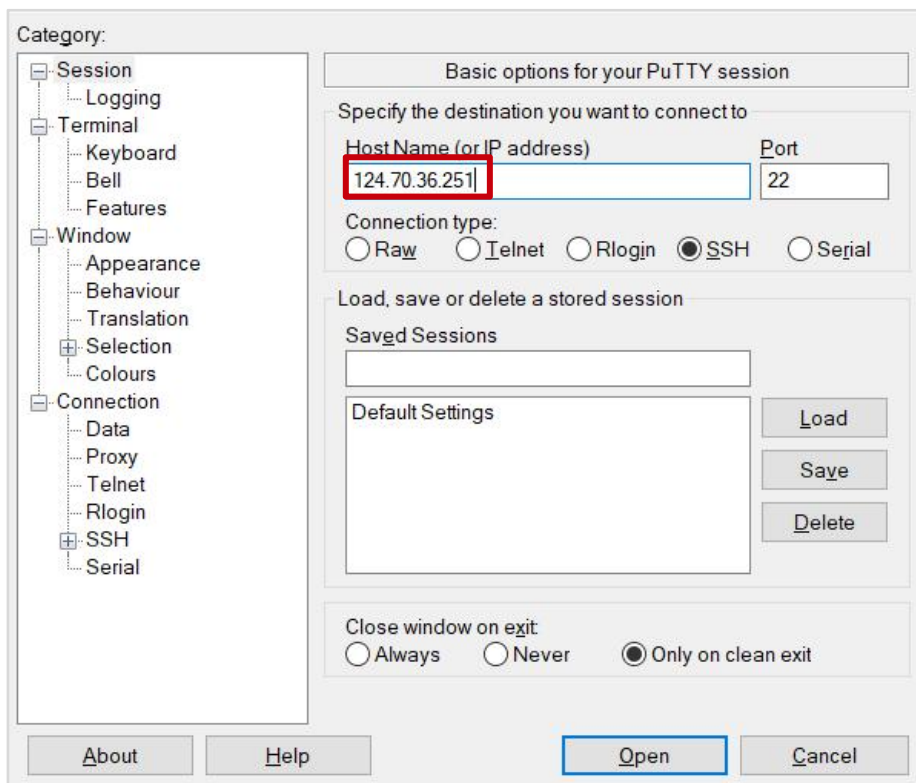 Category:
Session
Logging
Terminal
Keyboard
Bell
Features
Window
Appearance
Behaviour
Translation
Selection
Colours
Connection
Data
Proxy
Telnet
Rlogin
SSH
Serial
Basic options for your PuTTY session
Specify the destination you want to connect to
Host Name (or IP address) Port
124.70.36.251 22
Connection type:
Raw Telnet Rlogin SSH Serial
Load, save or delete a stored session
Saved Sessions
Default Settings
Load
Save
Delete
Close window on exit:
Always Never Only on clean exit
About Help Open Cancel